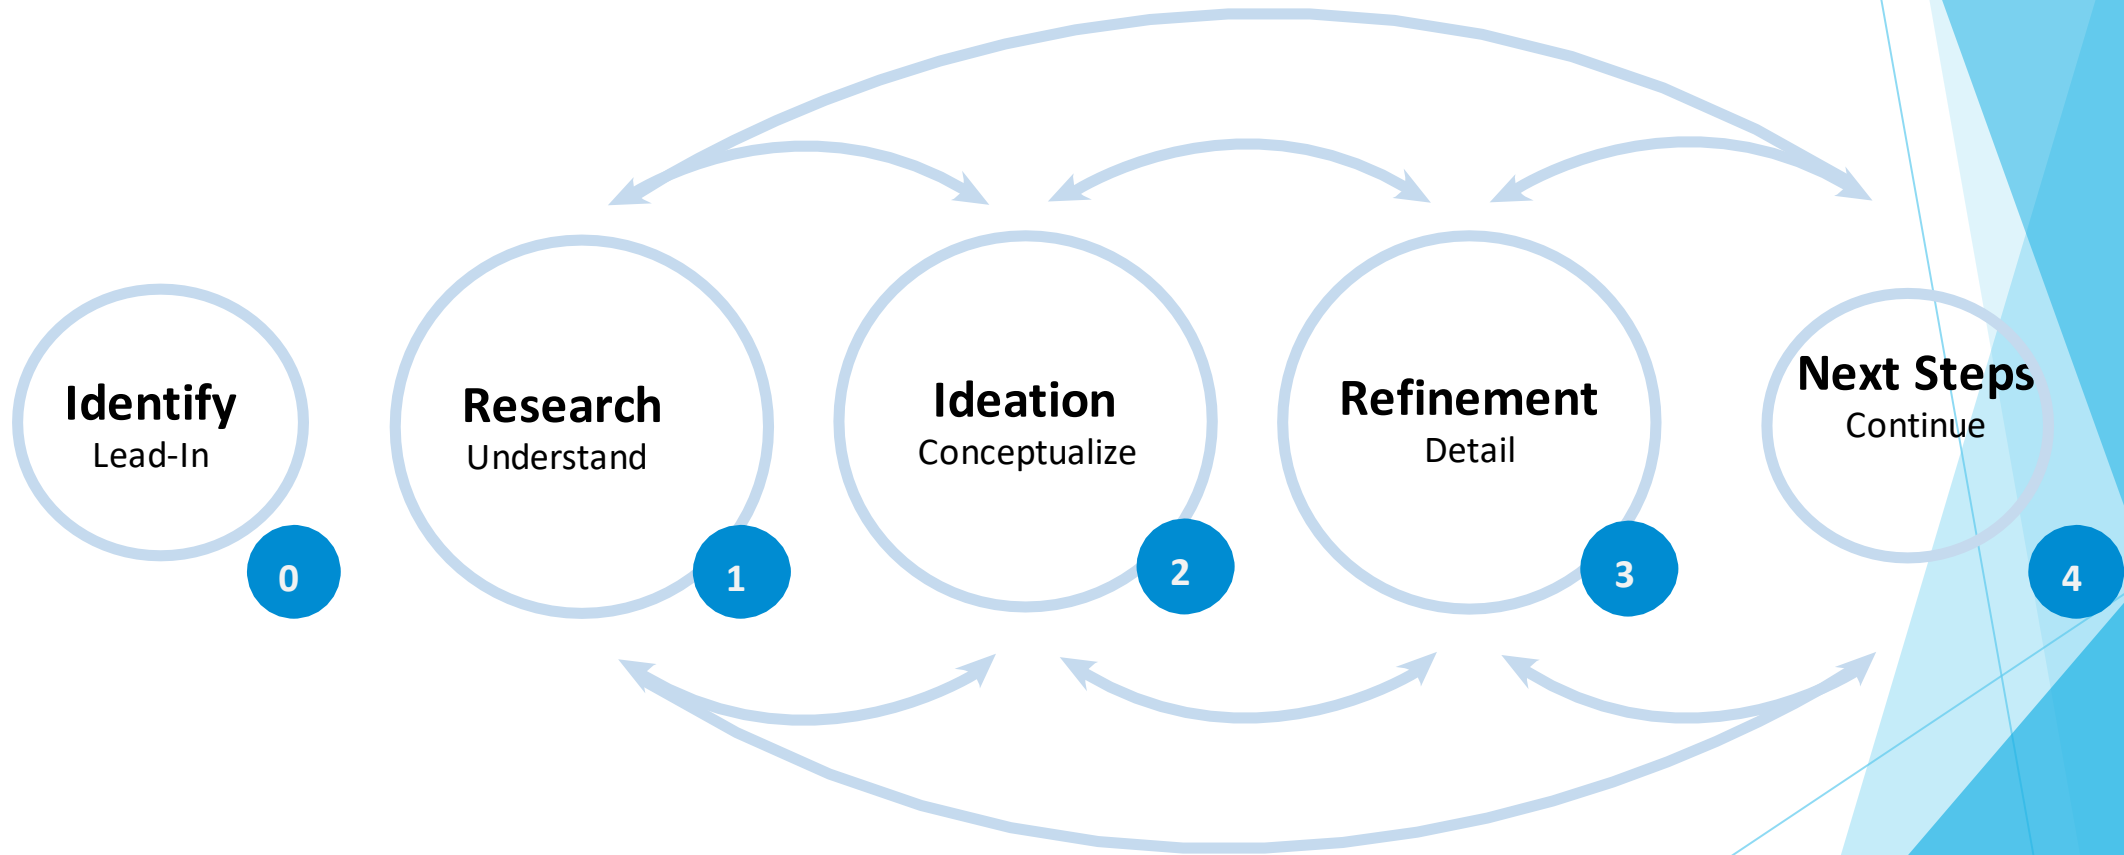 Identify
Lead-In
0
Research
Understand
1
Ideation
Conceptualize
2
Refinement
Detail
3
Next Steps
Continue
4